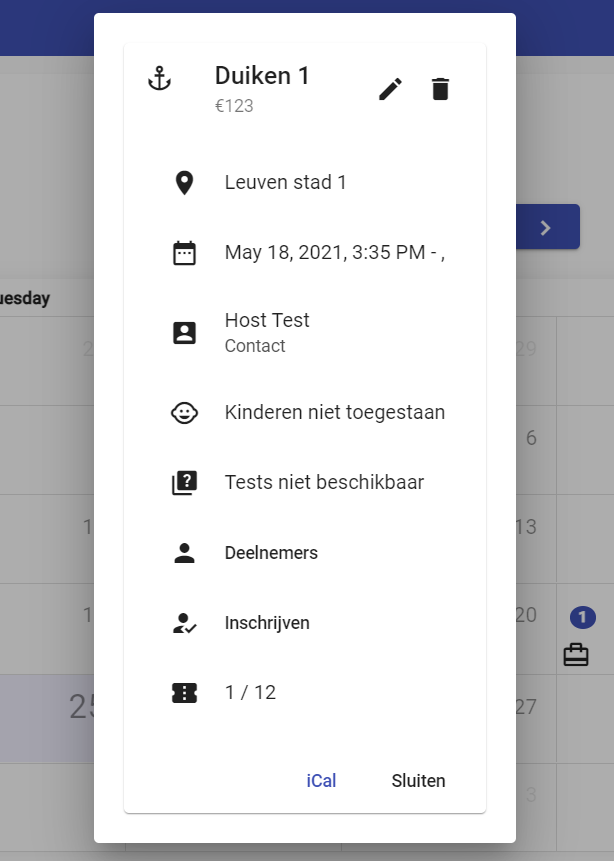 Duiken 1
€123
Leuven stad 1
May 18, 2021, 3:35 PM - ,
Host Test
Contact
Kinderen niet toegestaan
Tests niet beschikbaar
Deelnemers
Inschrijven
1 / 12
iCal
Sluiten
uesday
2
29
6
1
13
1
20
1
25
27
3